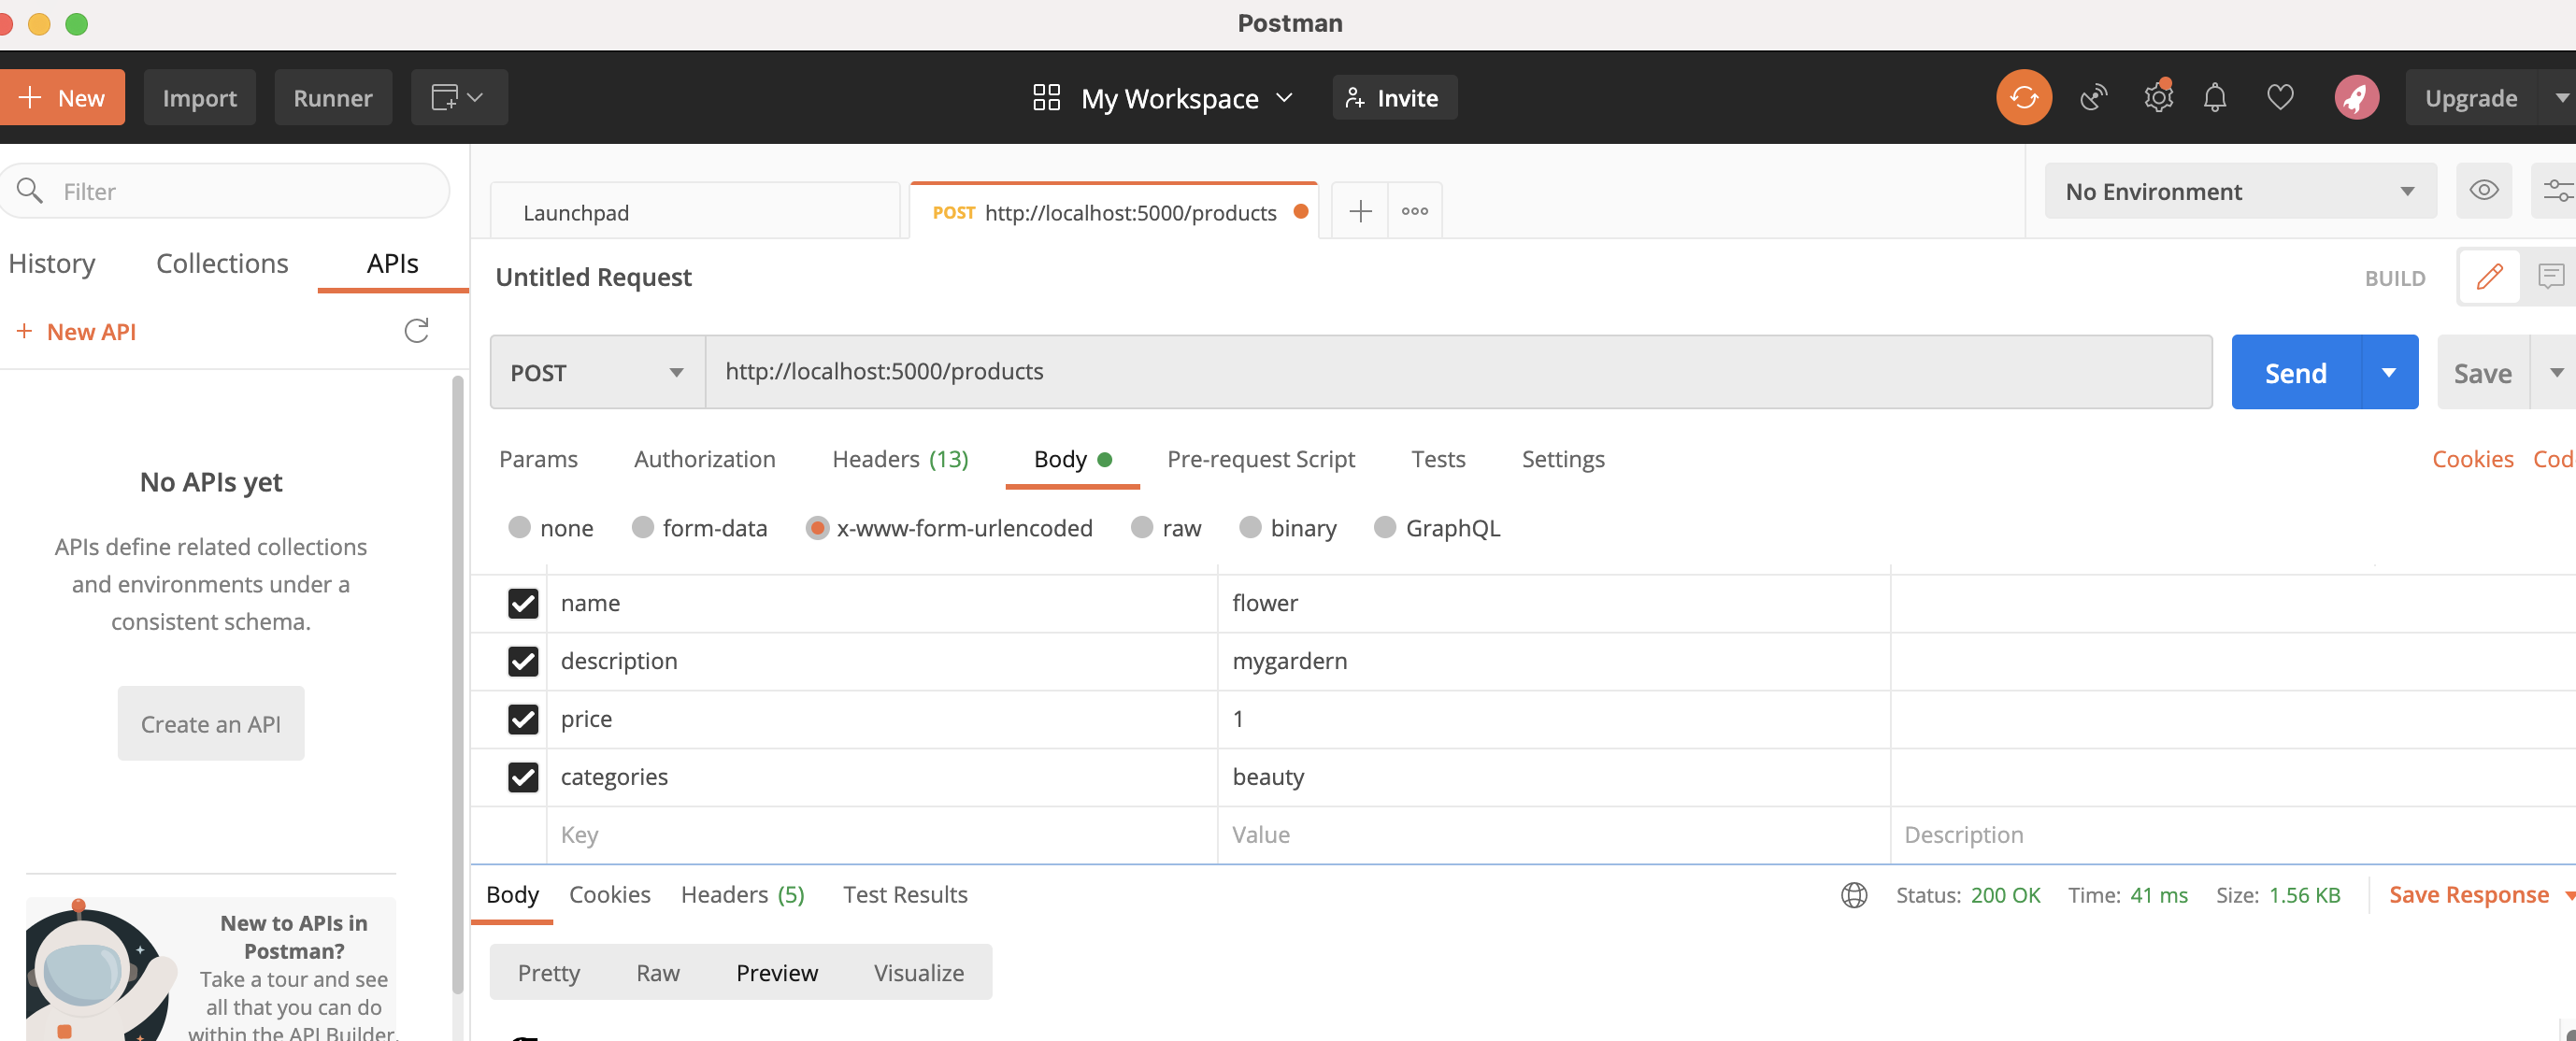 Postman
New
Import
Runner
My Workspace
Invite
Upgrade
Filter
History
Collections
APIs
New API
No APIs yet
APIs define related collections
and environments under a
consistent schema.
Create an API
New to APIs in
Postman?
Take a tour and see
all that you can do
within the API Builder.
Launchpad
POST http://localhost:5000/products
No Environment
Untitled Request
BUILD
POST
http://localhost:5000/products
Send
Save
Params
Authorization
Headers (13)
Body
Pre-request Script
Tests
Settings
Cookies
Cod
none
form-data
x-www-form-urlencoded
raw
binary
GraphQL
name
flower
description
mygardern
price
1
categories
beauty
Key
Value
Description
Body
Cookies
Headers (5)
Test Results
Status: 200 OK
Time: 41 ms
Size: 1.56 KB
Save Response
Pretty
Raw
Preview
Visualize